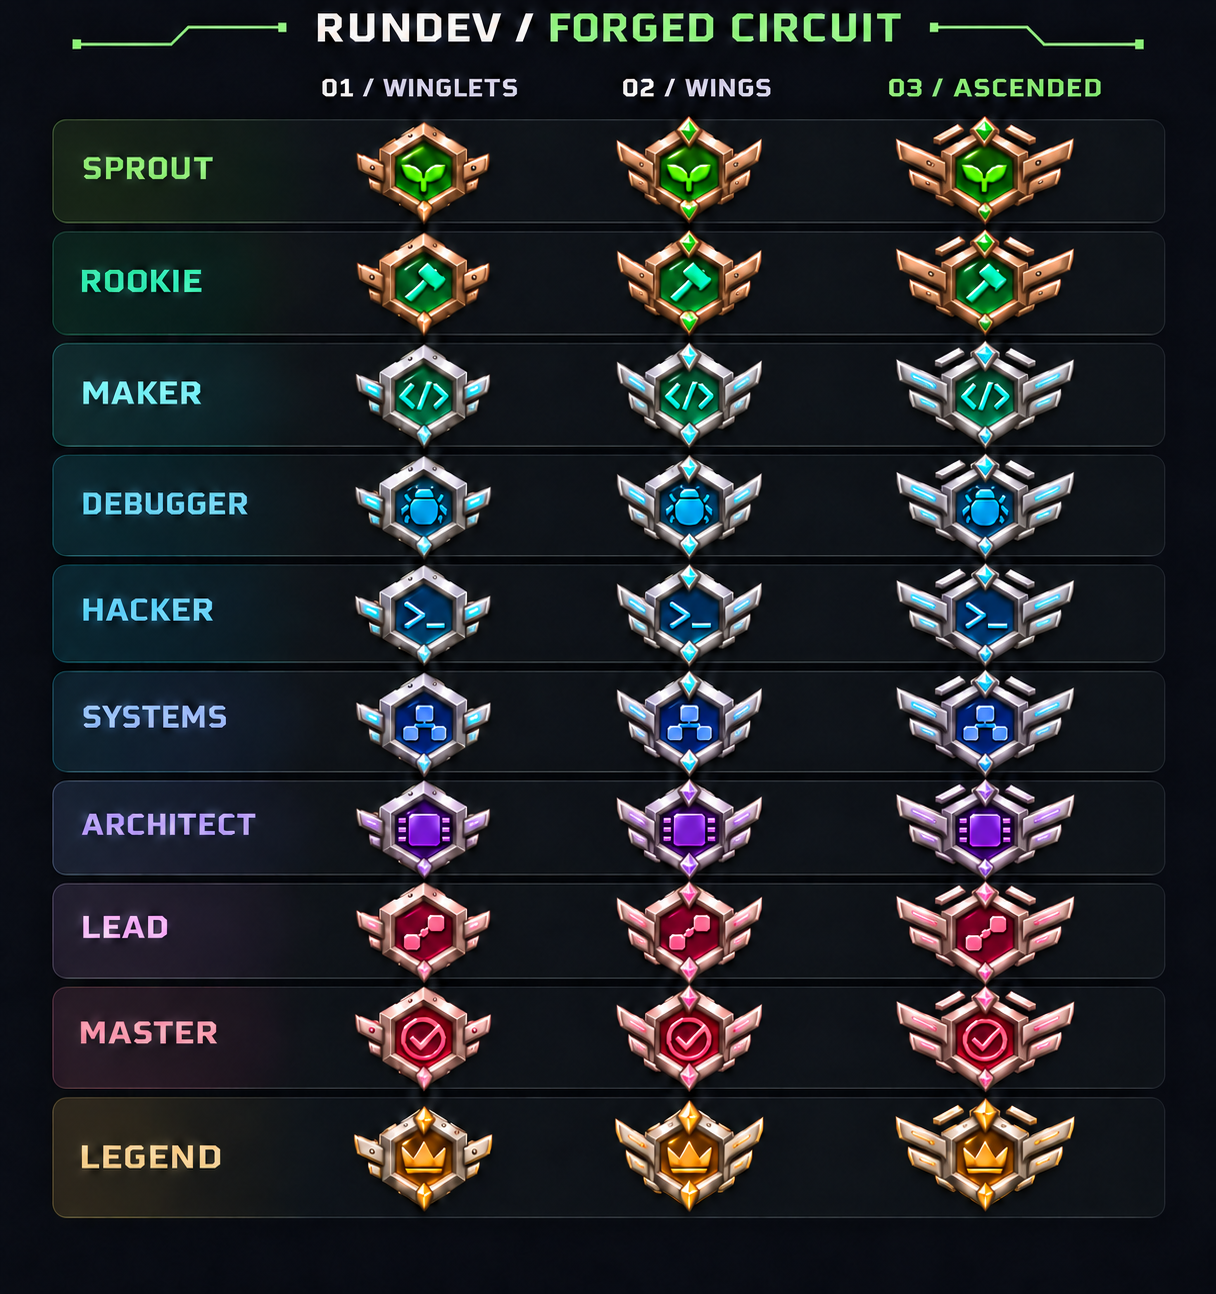 RUNDEV / FORGED CIRCUIT
01 / WINGLETS 02 / WINGS 03 / ASCENDED
SPROUT
ROOKIE
MAKER
</>  </>  </>
DEBUGGER
HACKER
>_ >_ >_
SYSTEMS
ARCHITECT
LEAD
MASTER
LEGEND